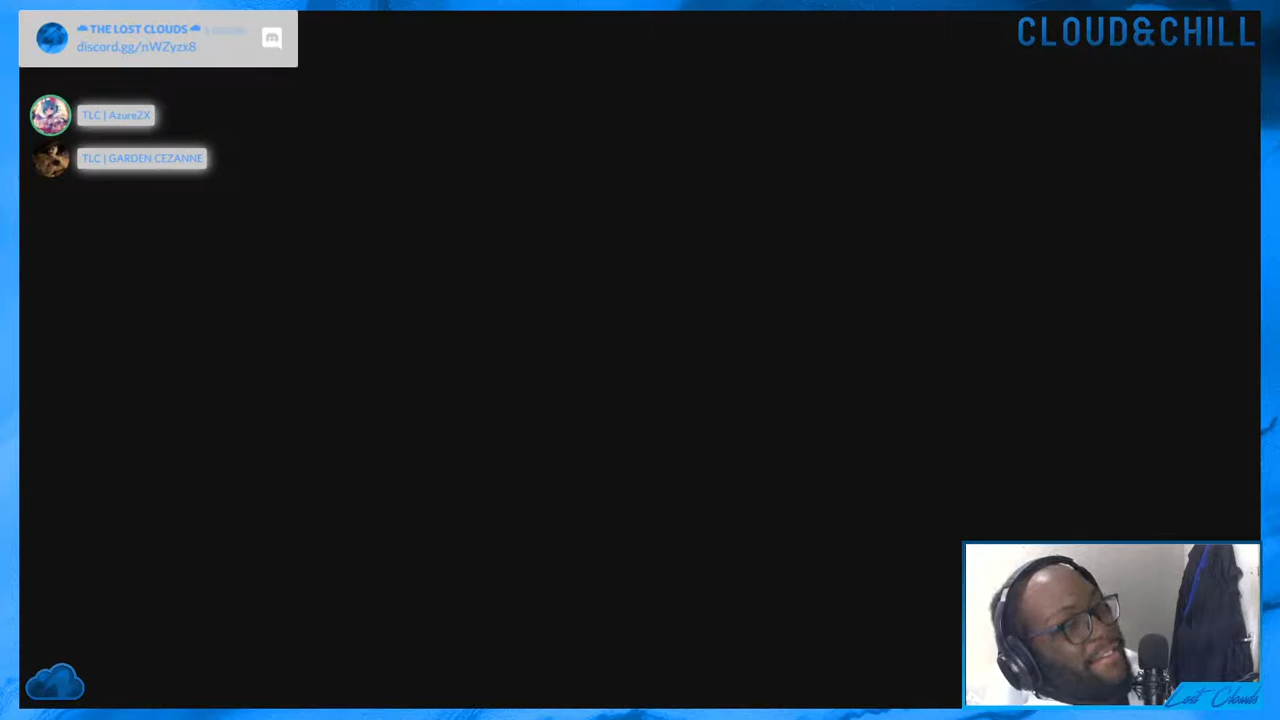 THE LOST CLOUDS
discord.gg/nWZyzx8
CLOUD&CHILL
TLC | AzureZX
TLC | GARDEN CEZANNE
Lost Clouds